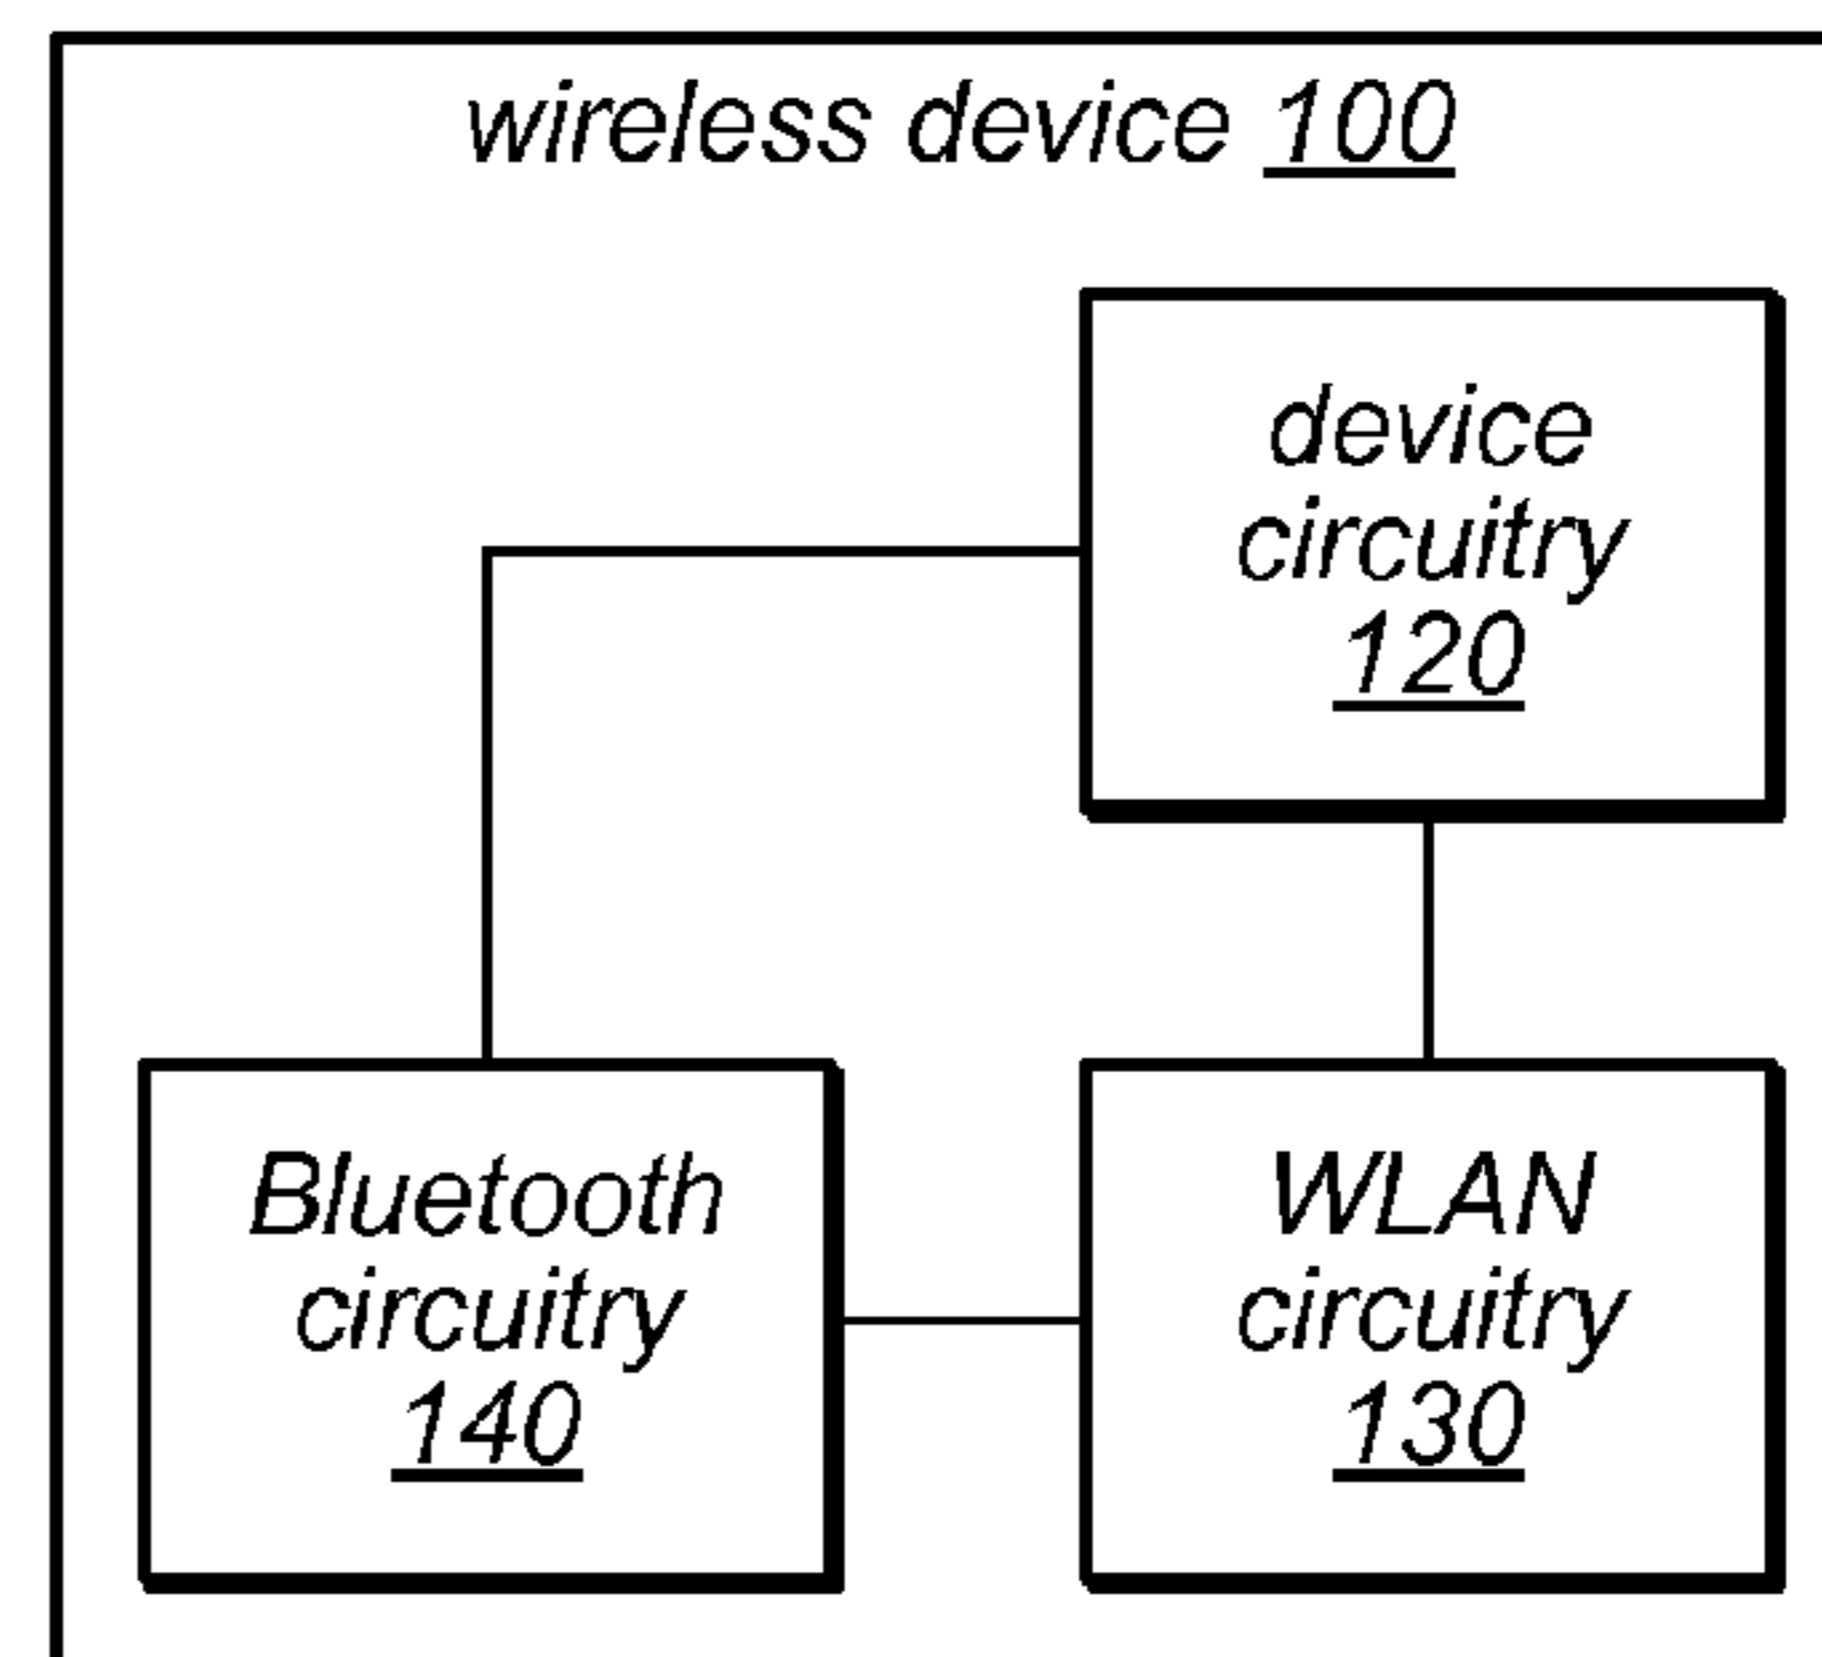 wireless device 100
device
circuitry
120
Bluetooth
circuitry
140
WLAN
circuitry
130